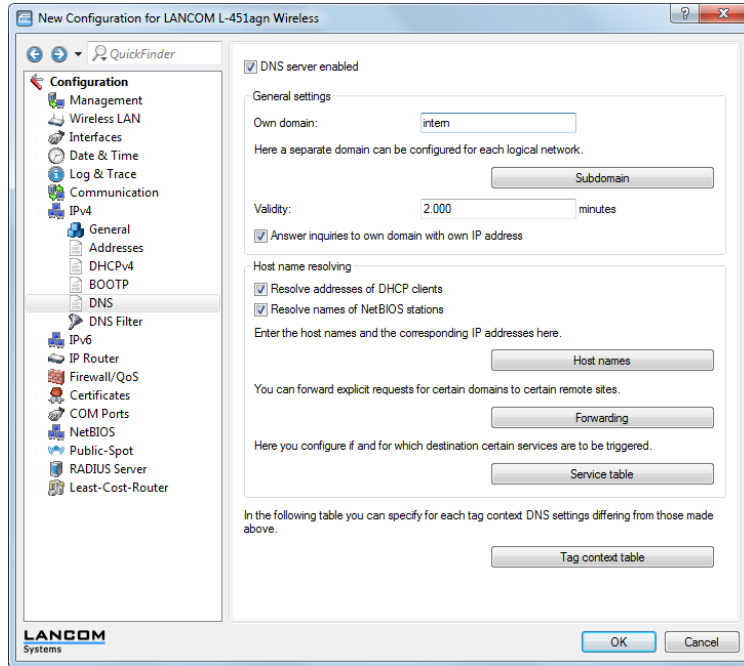 New Configuration for LANCOM L-451agn Wireless
QuickFinder
Configuration
Management
Wireless LAN
Interfaces
Date & Time
Log & Trace
Communication
IPv4
General
Addresses
DHCPv4
BOOTP
DNS
DNS Filter
IPv6
IP Router
Firewall/QoS
Certificates
COM Ports
NetBIOS
Public-Spot
RADIUS Server
Least-Cost-Router
DNS server enabled
General settings
Own domain: intern
Here a separate domain can be configured for each logical network.
Subdomain
Validity: 2.000 minutes
Answer inquiries to own domain with own IP address
Host name resolving
Resolve addresses of DHCP clients
Resolve names of NetBIOS stations
Enter the host names and the corresponding IP addresses here.
Host names
You can forward explicit requests for certain domains to certain remote sites.
Forwarding
Here you configure if and for which destination certain services are to be triggered.
Service table
In the following table you can specify for each tag context DNS settings differing from those made
above.
Tag context table
LANCOM
Systems
OK Cancel